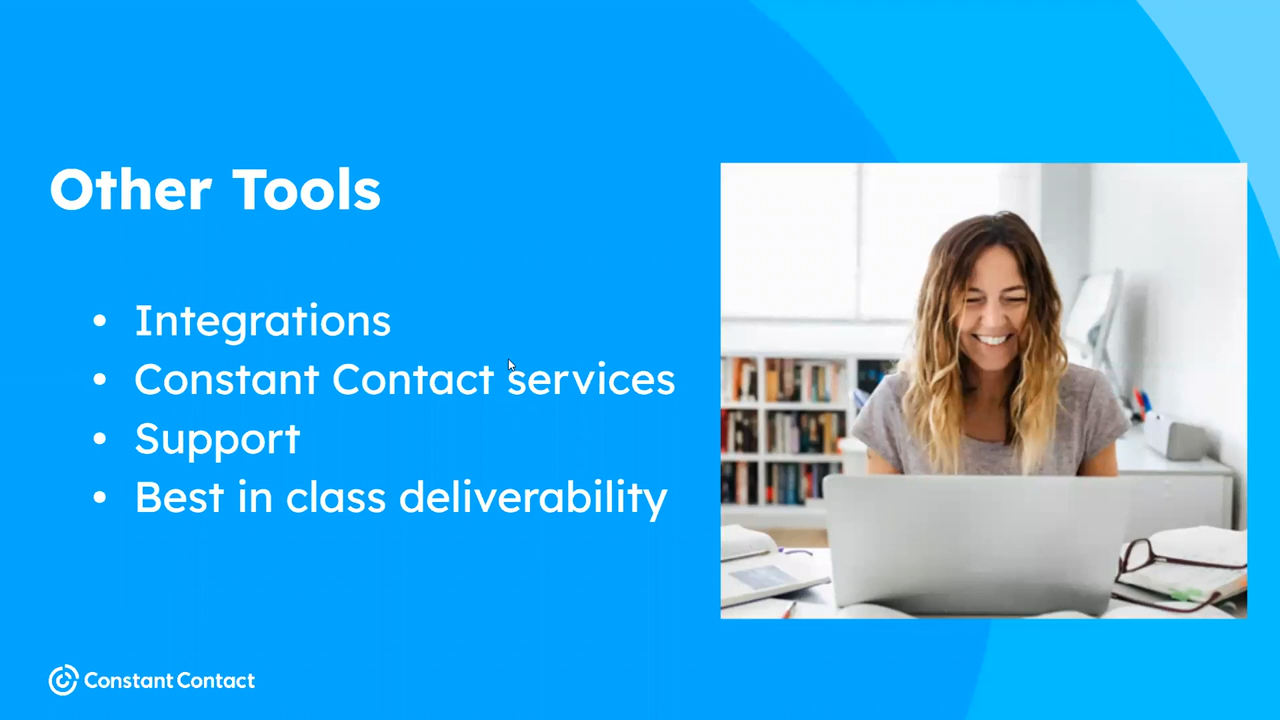 Other Tools
• Integrations
• Constant Contact services
• Support
• Best in class deliverability
Constant Contact